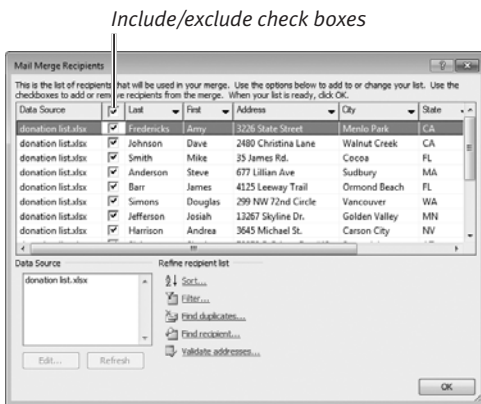 Include/exclude check boxes
Mail Merge Recipients
This is the list of recipients that will be used in your merge. Use the options below to add to or change your list. Use the
checkboxes to add or remove recipients from the merge. When your list is ready, click OK.
Data Source Last First Address City State
donation list.xlsx Fredericks Amy 3226 State Street Menlo Park CA
donation list.xlsx Johnson Dave 2480 Christina Lane Walnut Creek CA
donation list.xlsx Smith Mike 35 James Rd. Cocoa FL
donation list.xlsx Anderson Steve 677 Lillian Ave Sudbury MA
donation list.xlsx Barr James 4125 Leeway Trail Ormond Beach FL
donation list.xlsx Simons Douglas 299 NW 72nd Circle Vancouver WA
donation list.xlsx Jefferson Josiah 13267 Skyline Dr. Golden Valley MN
donation list.xlsx Harrison Andrea 3645 Michael St. Carson City NV
Data Source Refine recipient list
donation list.xlsx
Sort...
Filter...
Find duplicates...
Find recipient...
Validate addresses...
Edit... Refresh
OK